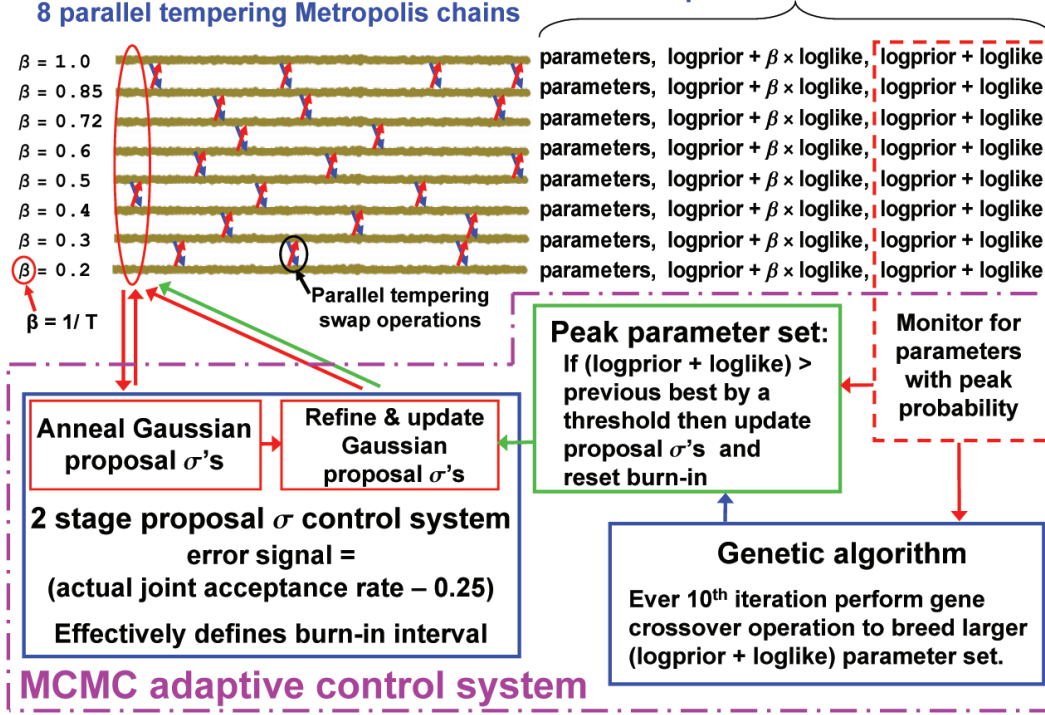 8 parallel tempering Metropolis chains
β = 1.0
parameters, logprior + β × loglike, logprior + loglike
β = 0.85
parameters, logprior + β × loglike, logprior + loglike
β = 0.72
parameters, logprior + β × loglike, logprior + loglike
β = 0.6
parameters, logprior + β × loglike, logprior + loglike
β = 0.5
parameters, logprior + β × loglike, logprior + loglike
β = 0.4
parameters, logprior + β × loglike, logprior + loglike
β = 0.3
parameters, logprior + β × loglike, logprior + loglike
β = 0.2
parameters, logprior + β × loglike, logprior + loglike
β = 1/ T
Parallel tempering
swap operations
Monitor for
parameters
with peak
probability
Peak parameter set:
If (logprior + loglike) >
previous best by a
threshold then update
proposal σ's and
reset burn-in
Anneal Gaussian
proposal σ's
Refine & update
Gaussian
proposal σ's
2 stage proposal σ control system
error signal =
(actual joint acceptance rate – 0.25)
Effectively defines burn-in interval
Genetic algorithm
Ever 10th iteration perform gene
crossover operation to breed larger
(logprior + loglike) parameter set.
MCMC adaptive control system